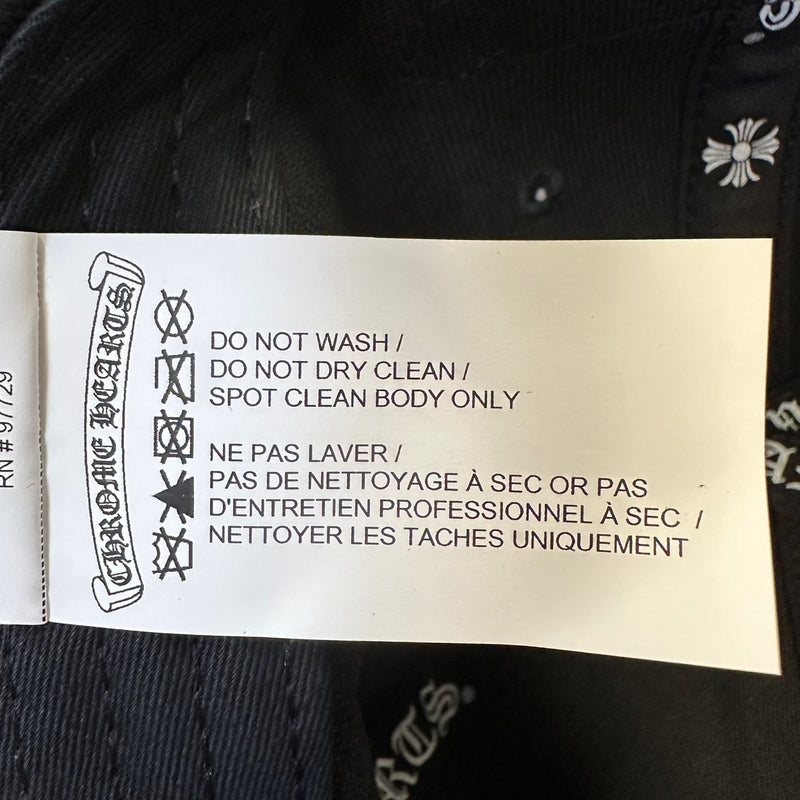 RN # 97729
CHROME HEARTS
DO NOT WASH /
DO NOT DRY CLEAN /
SPOT CLEAN BODY ONLY
NE PAS LAVER /
PAS DE NETTOYAGE À SEC OR PAS
D'ENTRETIEN PROFESSIONNEL À SEC /
NETTOYER LES TACHES UNIQUEMENT